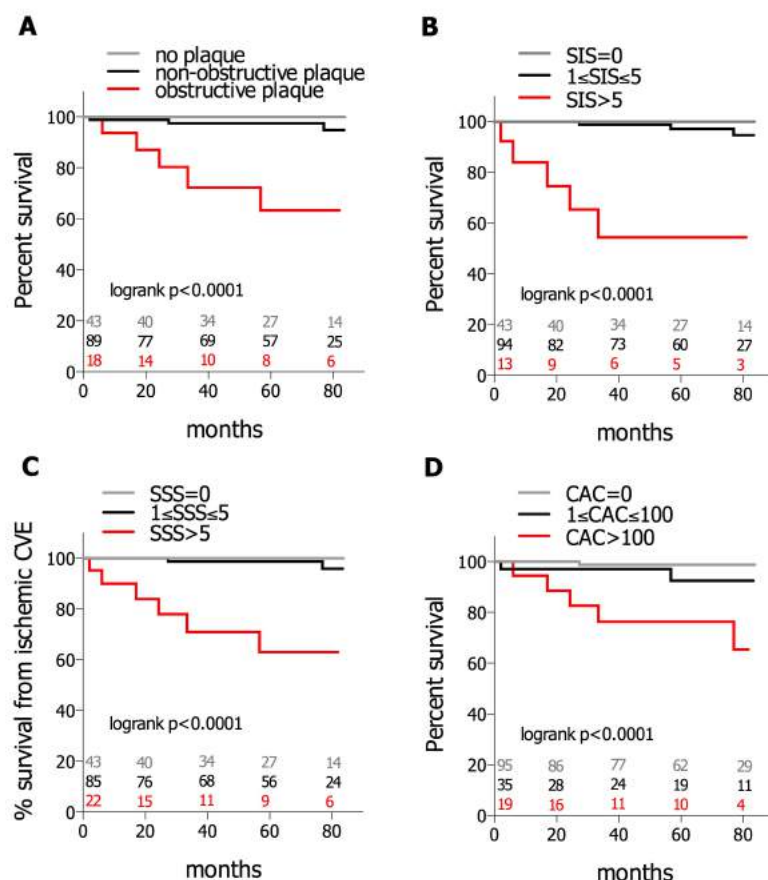 A
no plaque
non-obstructive plaque
obstructive plaque
100
80
60
40
20
0
Percent survival
logrank p<0.0001
43 40 34 27 14
89 77 69 57 25
18 14 10 8 6
0 20 40 60 80
months
B
SIS=0
1≤SIS≤5
SIS>5
100
80
60
40
20
0
Percent survival
logrank p<0.0001
43 40 34 27 14
94 82 73 60 27
13 9 6 5 3
0 20 40 60 80
months
C
SSS=0
1≤SSS≤5
SSS>5
100
80
60
40
20
0
% survival from ischemic CVE
logrank p<0.0001
43 40 34 27 14
85 76 68 56 24
22 15 11 9 6
0 20 40 60 80
months
D
CAC=0
1≤CAC≤100
CAC>100
100
80
60
40
20
0
Percent survival
logrank p<0.0001
95 86 77 62 29
35 28 24 19 11
19 16 11 10 4
0 20 40 60 80
months